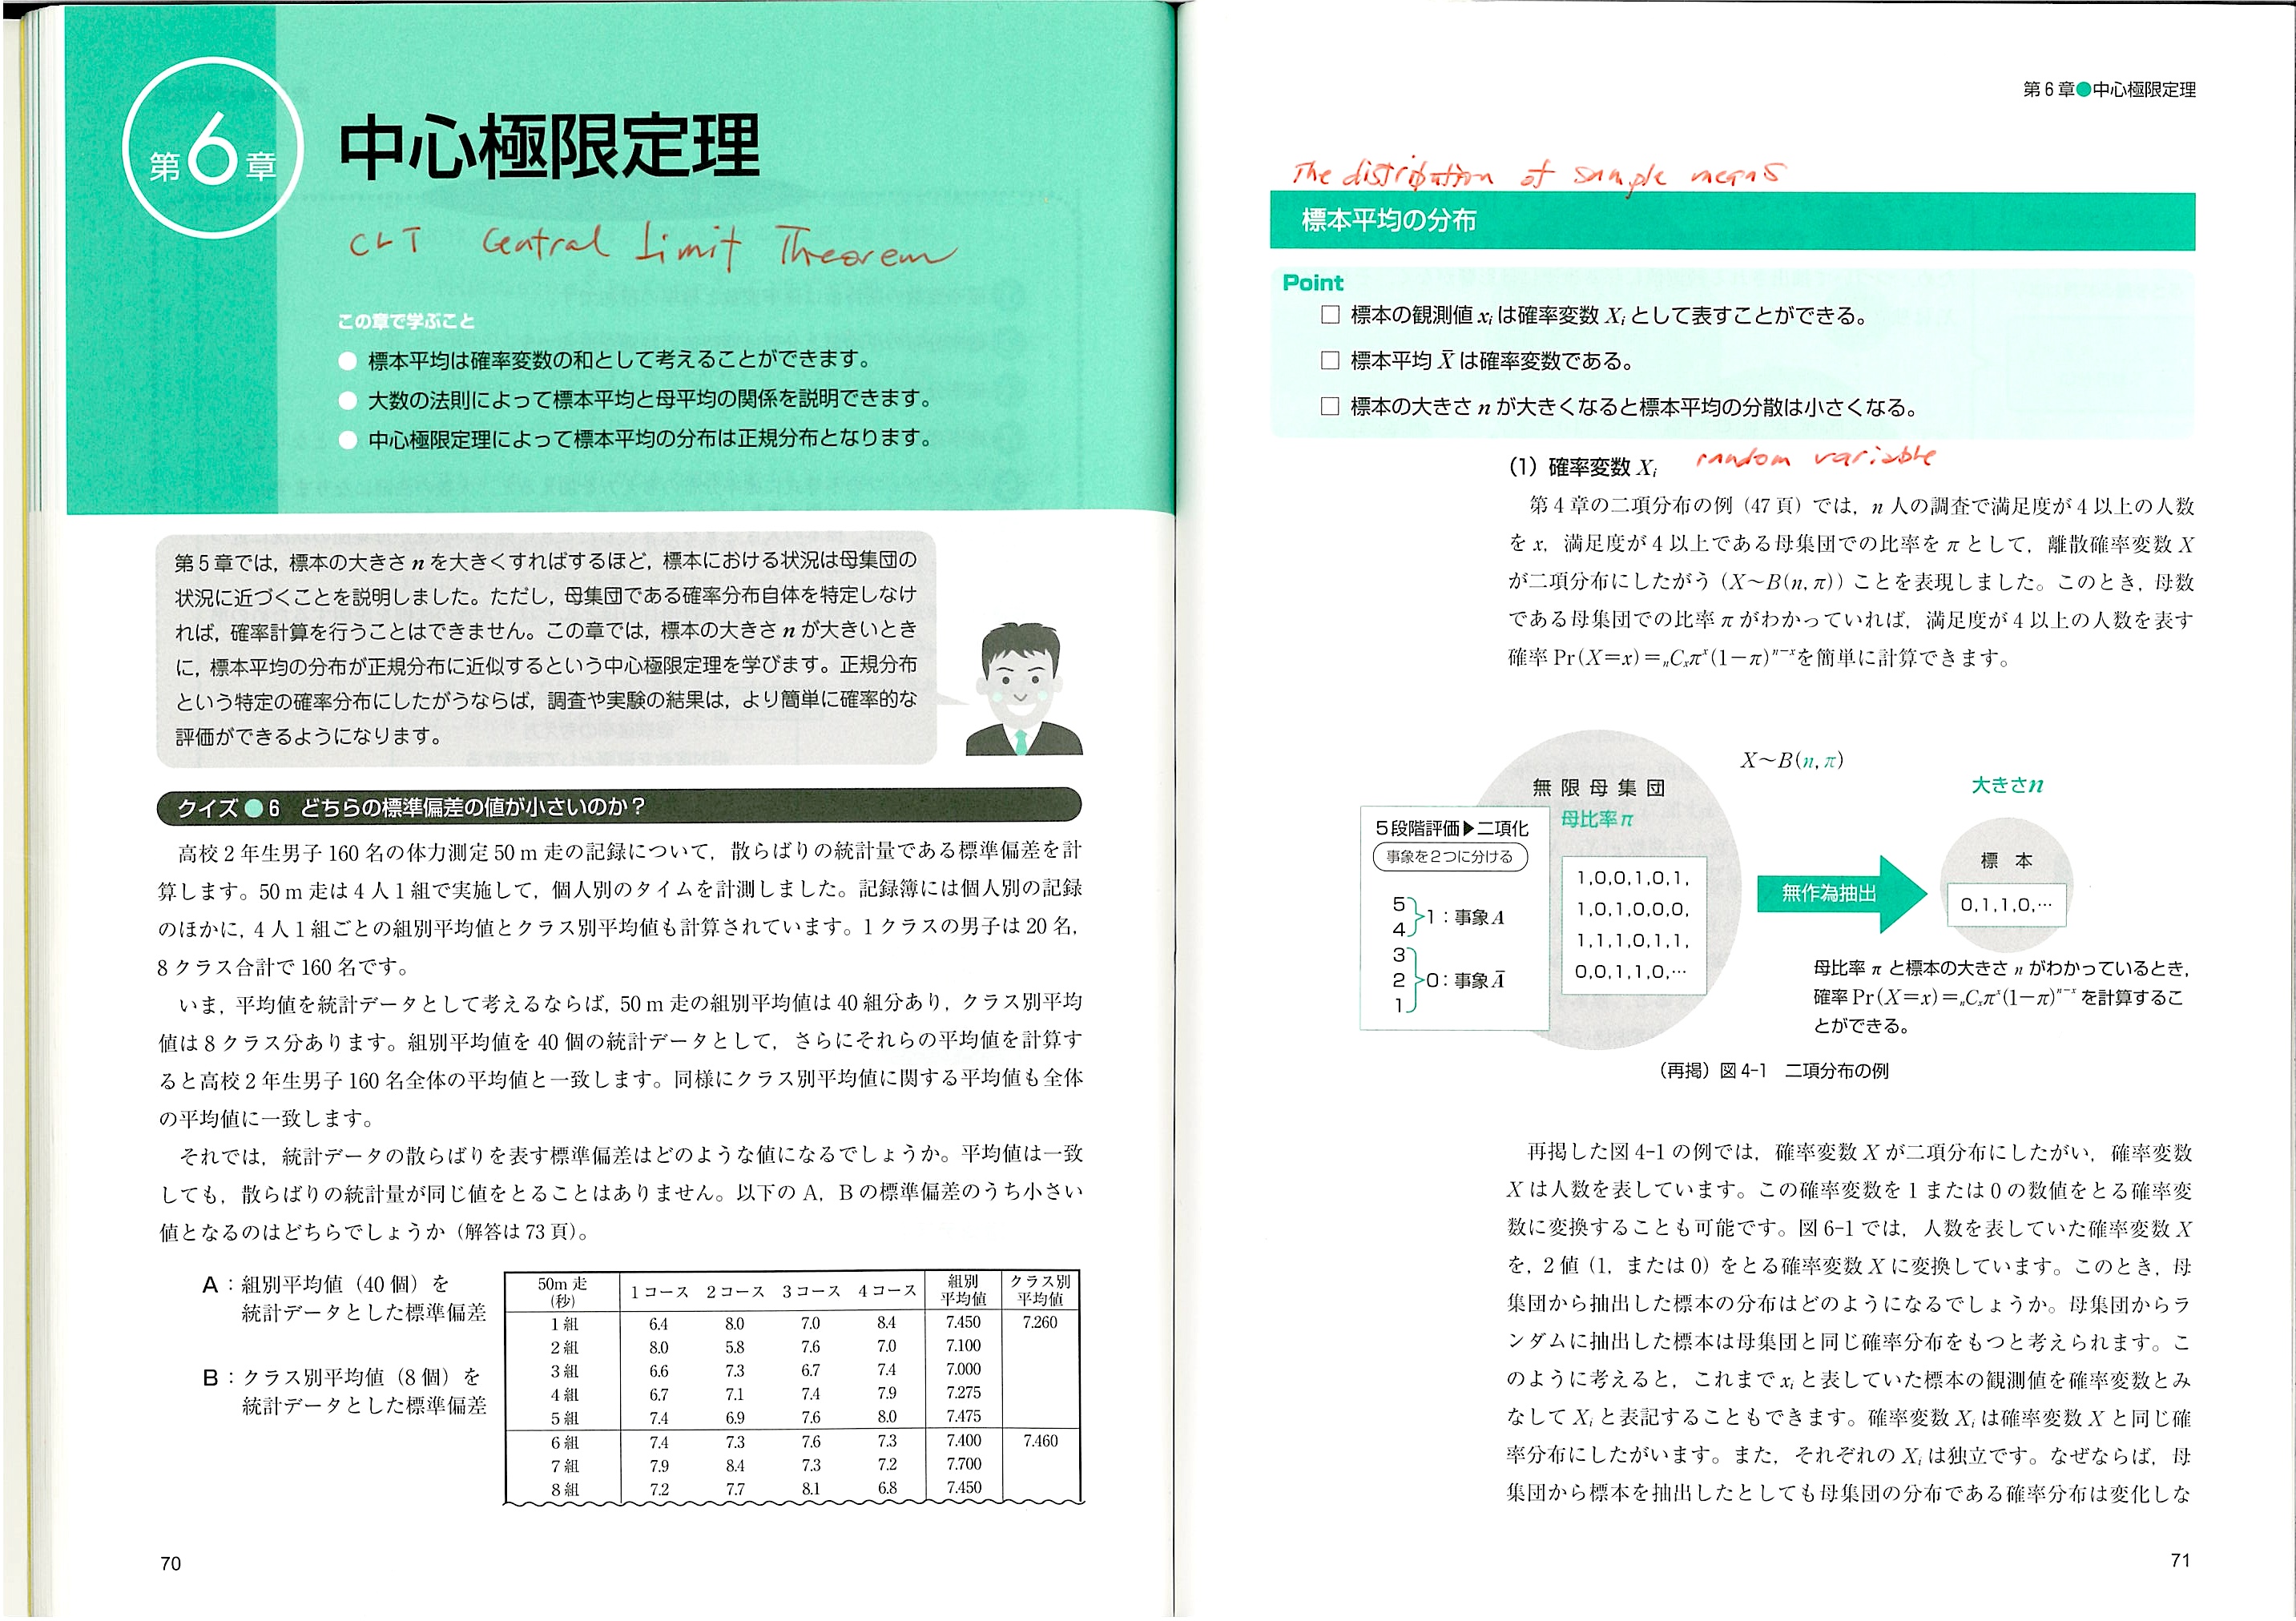 第6章
中心極限定理
CLT Central Limit Theorem
この章で学ぶこと
● 標本平均は確率変数の和として考えることができます。
● 大数の法則によって標本平均と母平均の関係を説明できます。
● 中心極限定理によって標本平均の分布は正規分布となります。
第5章では，標本の大きさ n を大きくすればするほど，標本における状況は母集団の
状況に近づくことを説明しました。ただし，母集団である確率分布自体を特定しなけ
れば，確率計算を行うことはできません。この章では，標本の大きさ n が大きいとき
に，標本平均の分布が正規分布に近似するという中心極限定理を学びます。正規分布
という特定の確率分布にしたがうならば，調査や実験の結果は，より簡単に確率的な
評価ができるようになります。
クイズ●6 どちらの標準偏差の値が小さいのか？
高校2年生男子160名の体力測定50m走の記録について，散らばりの統計量である標準偏差を計
算します。50m走は4人1組で実施して，個人別のタイムを計測しました。記録簿には個人別の記録
のほかに，4人1組ごとの組別平均値とクラス別平均値も計算されています。1クラスの男子は20名，
8クラス合計で160名です。
いま，平均値を統計データとして考えるならば，50m走の組別平均値は40組分あり，クラス別平均
値は8クラス分あります。組別平均値を40個の統計データとして，さらにそれらの平均値を計算す
ると高校2年生男子160名全体の平均値と一致します。同様にクラス別平均値に関する平均値も全体
の平均値に一致します。
それでは，統計データの散らばりを表す標準偏差はどのような値になるでしょうか。平均値は一致
しても，散らばりの統計量が同じ値をとることはありません。以下のA，Bの標準偏差のうち小さい
値となるのはどちらでしょうか（解答は73頁）。
A：組別平均値（40個）を
統計データとした標準偏差
B：クラス別平均値（8個）を
統計データとした標準偏差
50m走（秒） 1コース 2コース 3コース 4コース 組別平均値 クラス別平均値
1組 6.4 8.0 7.0 8.4 7.450 7.260
2組 8.0 5.8 7.6 7.0 7.100
3組 6.6 7.3 6.7 7.4 7.000
4組 6.7 7.1 7.4 7.9 7.275
5組 7.4 6.9 7.6 8.0 7.475
6組 7.4 7.3 7.6 7.3 7.400 7.460
7組 7.9 8.4 7.3 7.2 7.700
8組 7.2 7.7 8.1 6.8 7.450
70
第6章●中心極限定理
The distribution of sample means
標本平均の分布
Point
□ 標本の観測値 xᵢ は確率変数 Xᵢ として表すことができる。
□ 標本平均 X̄ は確率変数である。
□ 標本の大きさ n が大きくなると標本平均の分散は小さくなる。
(1) 確率変数 Xᵢ random variable
第4章の二項分布の例（47頁）では，n 人の調査で満足度が4以上の人数
を x，満足度が4以上である母集団での比率を π として，離散確率変数 X
が二項分布にしたがう（X〜B(n, π)）ことを表現しました。このとき，母数
である母集団での比率 π がわかっていれば，満足度が4以上の人数を表す
確率 Pr(X=x)=ₙCₓπˣ(1−π)ⁿ⁻ˣ を簡単に計算できます。
X〜B(n, π)
無限母集団
母比率 π
大きさ n
5段階評価▶二項化
事象を2つに分ける
5
4
1：事象 A
3
2
1
0：事象 Ā
1,0,0,1,0,1,
1,0,1,0,0,0,
1,1,1,0,1,1,
0,0,1,1,0,…
無作為抽出
標本
0,1,1,0,…
母比率 π と標本の大きさ n がわかっているとき，
確率 Pr(X=x)=ₙCₓπˣ(1−π)ⁿ⁻ˣ を計算するこ
とができる。
（再掲）図4-1 二項分布の例
再掲した図4-1の例では，確率変数 X が二項分布にしたがい，確率変数
X は人数を表しています。この確率変数を1または0の数値をとる確率変
数に変換することも可能です。図6-1では，人数を表していた確率変数 X
を，2値（1，または0）をとる確率変数 X に変換しています。このとき，母
集団から抽出した標本の分布はどのようになるでしょうか。母集団からラ
ンダムに抽出した標本は母集団と同じ確率分布をもつと考えられます。こ
のように考えると，これまで xᵢ と表していた標本の観測値を確率変数とみ
なして Xᵢ と表記することもできます。確率変数 Xᵢ は確率変数 X と同じ確
率分布にしたがいます。また，それぞれの Xᵢ は独立です。なぜならば，母
集団から標本を抽出したとしても母集団の分布である確率分布は変化しな
71